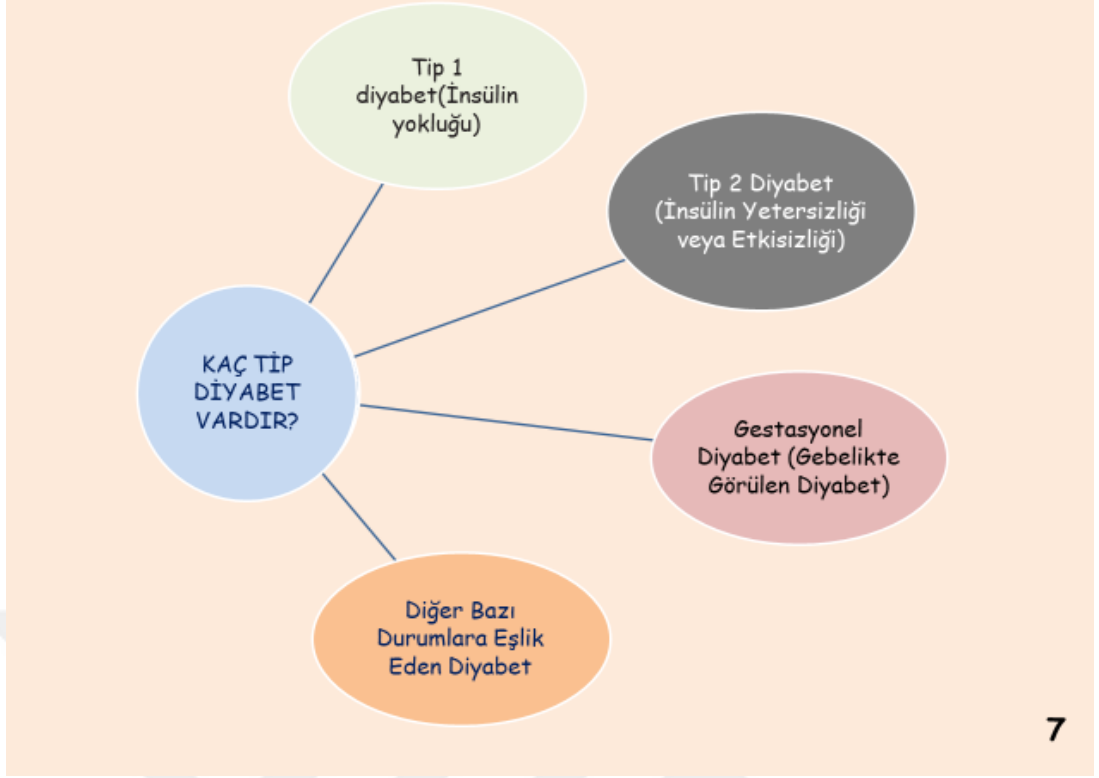 Tip 1
diyabet(İnsülin
yokluğu)
Tip 2 Diyabet
(İnsülin Yetersizliği
veya Etkisizliği)
KAÇ TİP
DİYABET
VARDIR?
Gestasyonel
Diyabet (Gebelikte
Görülen Diyabet)
Diğer Bazı
Durumlara Eşlik
Eden Diyabet
7